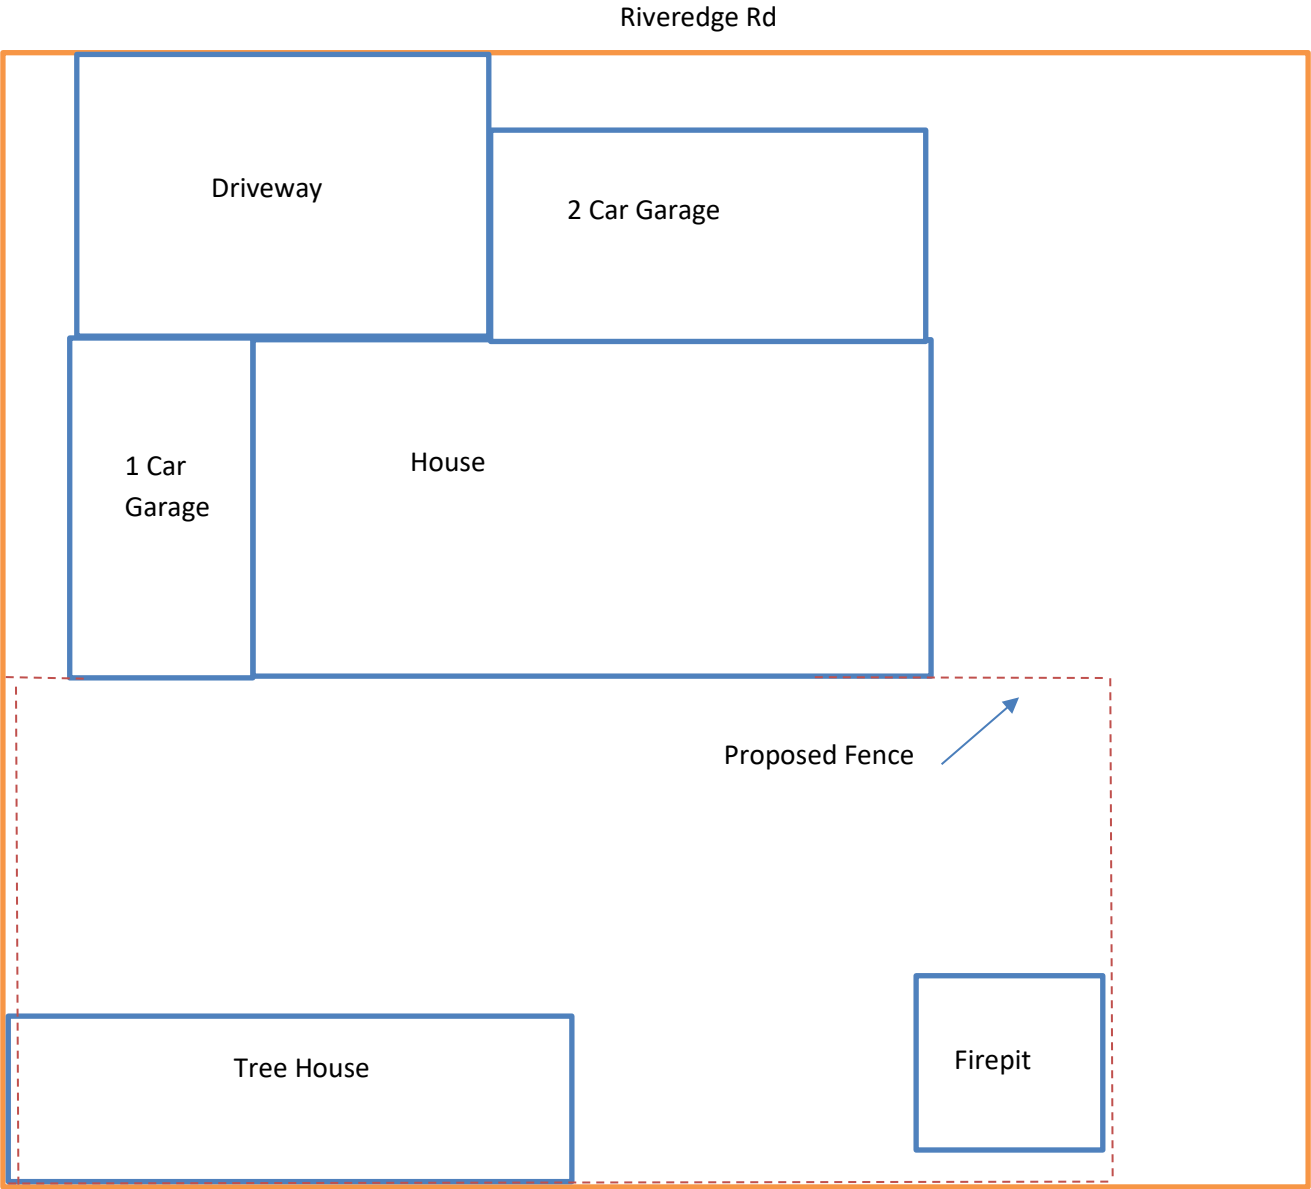 Riveredge Rd
Driveway
2 Car Garage
1 Car
Garage
House
Proposed Fence
Tree House
Firepit